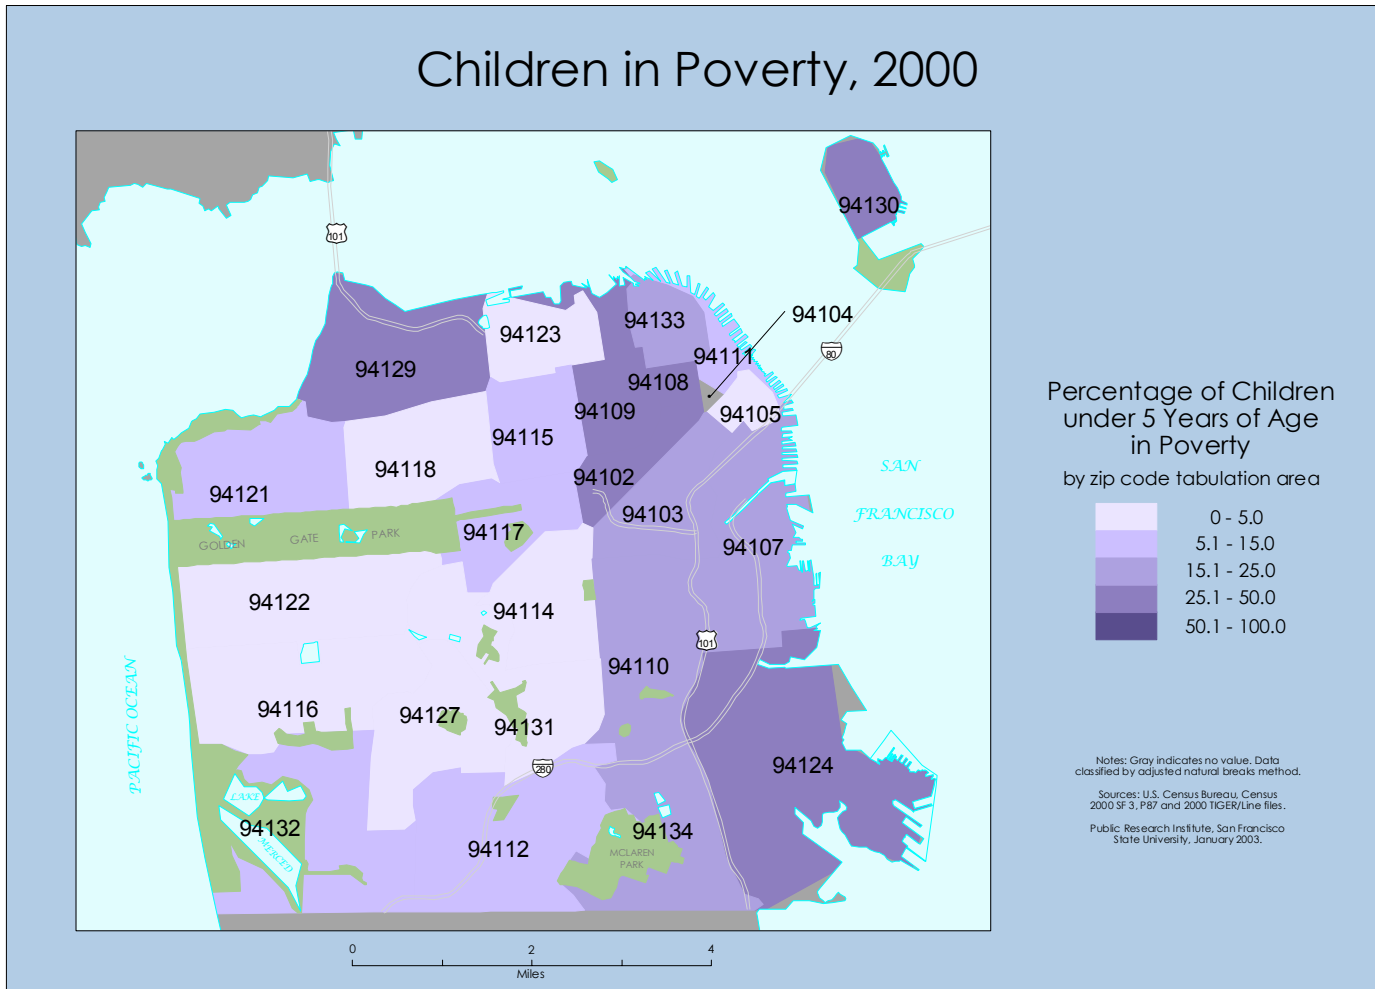 Children in Poverty, 2000
94130
101
94104
94133
94123
94111
80
94129
94108
94109
94105
94115
94118
94102
94121
94103
94117
GOLDEN GATE PARK
94107
SAN
FRANCISCO
BAY
94122
94114
101
94110
PACIFIC OCEAN
94116
94127
94131
280
94124
LAKE
MERCED
94132
94112
94134
MCLAREN
PARK
Percentage of Children
under 5 Years of Age
in Poverty
by zip code tabulation area
0 - 5.0
5.1 - 15.0
15.1 - 25.0
25.1 - 50.0
50.1 - 100.0
Notes: Gray indicates no value. Data
classified by adjusted natural breaks method.
Sources: U.S. Census Bureau, Census
2000 SF 3, P87 and 2000 TIGER/Line files.
Public Research Institute, San Francisco
State University, January 2003.
0 2 4
Miles